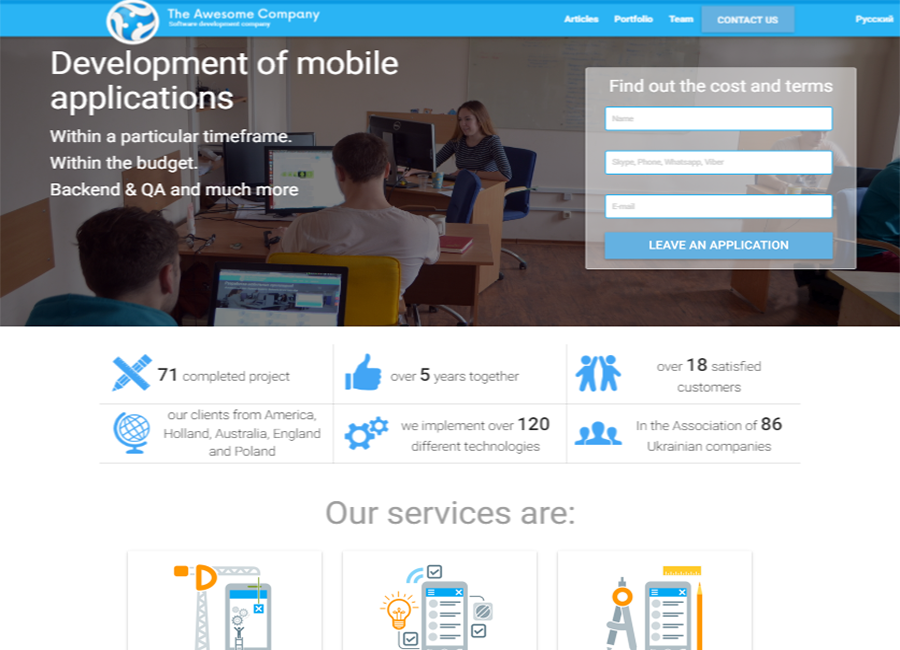 The Awesome Company
Software development company
Articles
Portfolio
Team
CONTACT US
Русский
Development of mobile
applications
Within a particular timeframe.
Within the budget.
Backend & QA and much more
Find out the cost and terms
Name
Skype, Phone, Whatsapp, Viber
E-mail
LEAVE AN APPLICATION
71 completed project
over 5 years together
over 18 satisfied
customers
our clients from America,
Holland, Australia, England
and Poland
we implement over 120
different technologies
In the Association of 86
Ukrainian companies
Our services are: